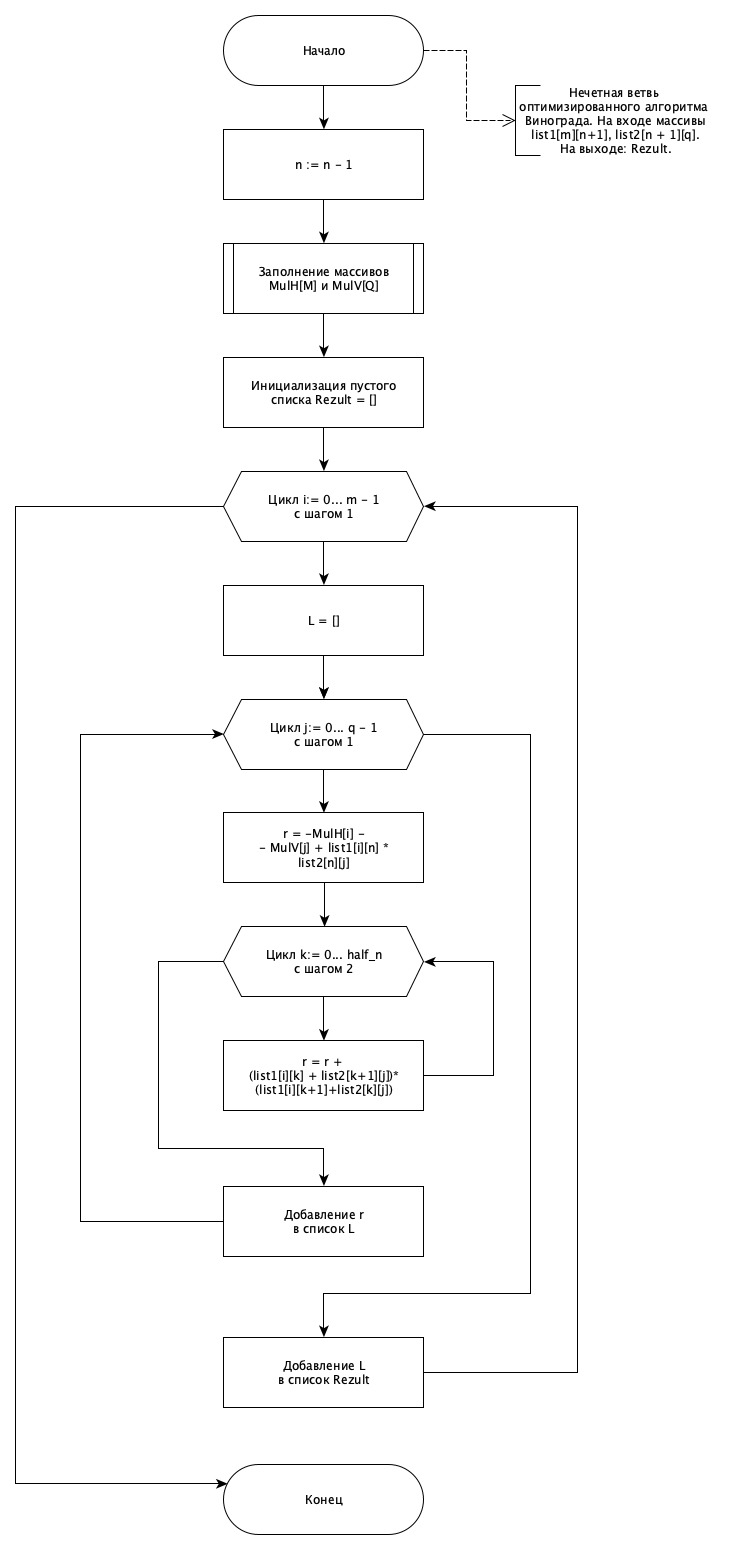 Начало
Нечетная ветвь
оптимизированного алгоритма
Винограда. На входе массивы
list1[m][n+1], list2[n + 1][q].
На выходе: Rezult.
n := n - 1
Заполнение массивов
MulH[M] и MulV[Q]
Инициализация пустого
списка Rezult = []
Цикл i:= 0... m - 1
с шагом 1
L = []
Цикл j:= 0... q - 1
с шагом 1
r = -MulH[i] -
- MulV[j] + list1[i][n] *
list2[n][j]
Цикл k:= 0... half_n
с шагом 2
r = r +
(list1[i][k] + list2[k+1][j])*
(list1[i][k+1]+list2[k][j])
Добавление r
в список L
Добавление L
в список Rezult
Конец